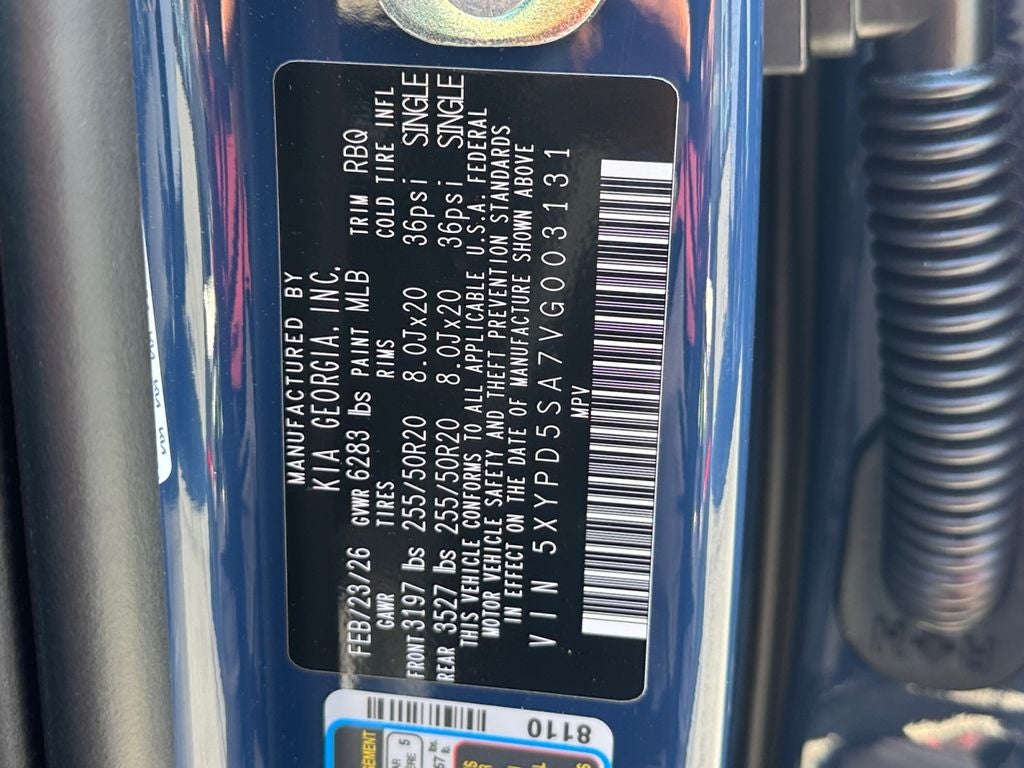 MANUFACTURED BY
KIA GEORGIA, INC.
FEB/23/26 GVWR 6283 lbs PAINT MLB TRIM RBQ
GAWR TIRES RIMS COLD TIRE INFL
FRONT 3197 lbs 255/50R20 8.0Jx20 36psi SINGLE
REAR 3527 lbs 255/50R20 8.0Jx20 36psi SINGLE
THIS VEHICLE CONFORMS TO ALL APPLICABLE U.S.A. FEDERAL
MOTOR VEHICLE SAFETY AND THEFT PREVENTION STANDARDS
IN EFFECT ON THE DATE OF MANUFACTURE SHOWN ABOVE
VIN 5XYPD5SA7VG003131
MPV
8110